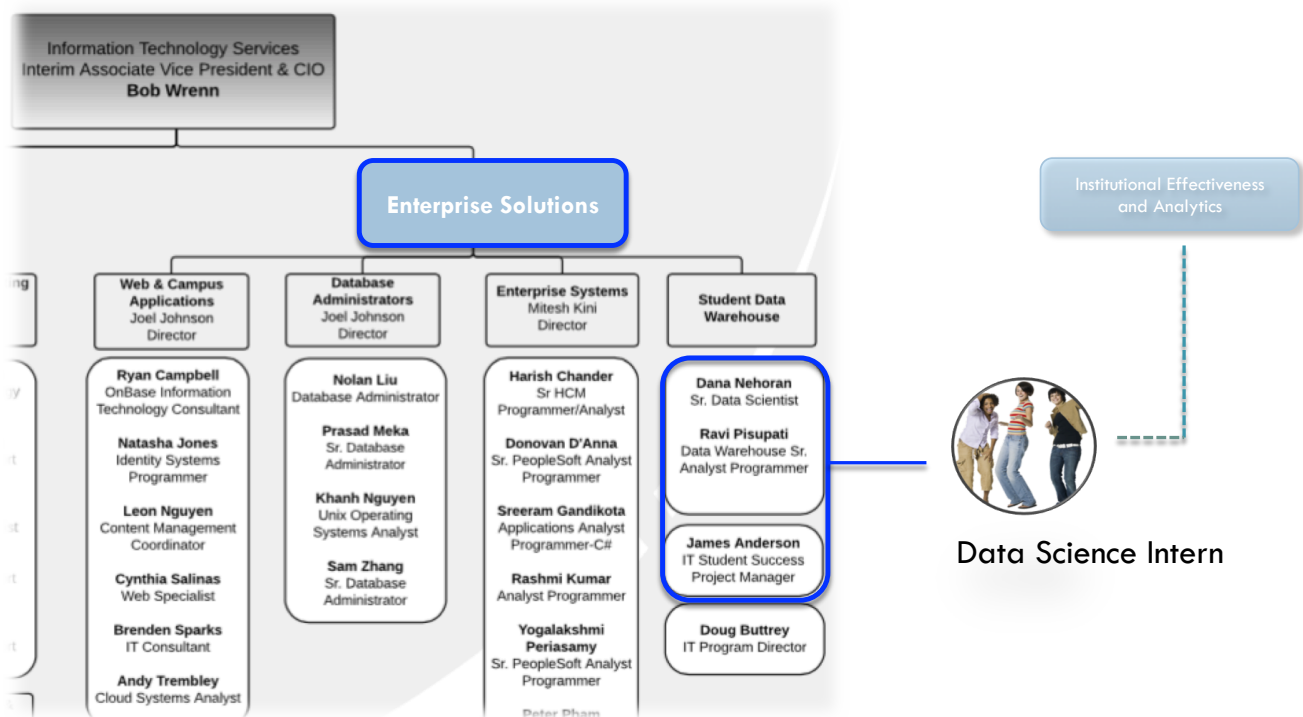 Information Technology Services
Interim Associate Vice President & CIO
Bob Wrenn
Enterprise Solutions
Institutional Effectiveness
and Analytics
Web & Campus
Applications
Joel Johnson
Director
Ryan Campbell
OnBase Information
Technology Consultant
Natasha Jones
Identity Systems
Programmer
Leon Nguyen
Content Management
Coordinator
Cynthia Salinas
Web Specialist
Brenden Sparks
IT Consultant
Andy Trembley
Cloud Systems Analyst
Database
Administrators
Joel Johnson
Director
Nolan Liu
Database Administrator
Prasad Meka
Sr. Database
Administrator
Khanh Nguyen
Unix Operating
Systems Analyst
Sam Zhang
Sr. Database
Administrator
Enterprise Systems
Mitesh Kini
Director
Harish Chander
Sr HCM
Programmer/Analyst
Donovan D'Anna
Sr. PeopleSoft Analyst
Programmer
Sreeram Gandikota
Applications Analyst
Programmer-C#
Rashmi Kumar
Analyst Programmer
Yogalakshmi
Periasamy
Sr. PeopleSoft Analyst
Programmer
Peter Pham
Student Data
Warehouse
Dana Nehoran
Sr. Data Scientist
Ravi Pisupati
Data Warehouse Sr.
Analyst Programmer
James Anderson
IT Student Success
Project Manager
Doug Buttrey
IT Program Director
Data Science Intern